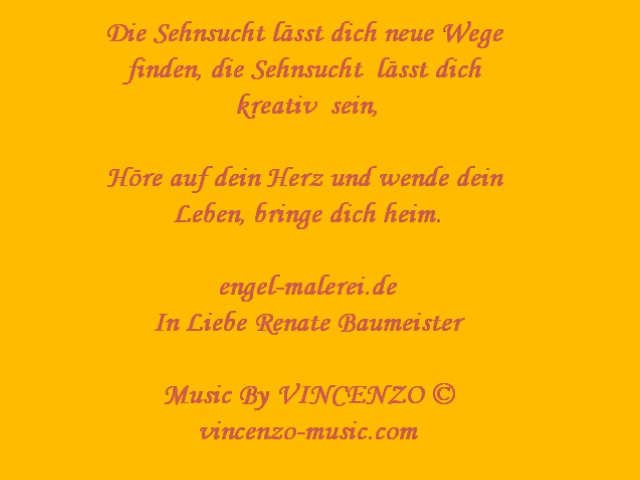 Die Sehnsucht lässt dich neue Wege
finden, die Sehnsucht lässt dich
kreativ sein,
Höre auf dein Herz und wende dein
Leben, bringe dich heim.
engel-malerei.de
In Liebe Renate Baumeister
Music By VINCENZO ©
vincenzo-music.com